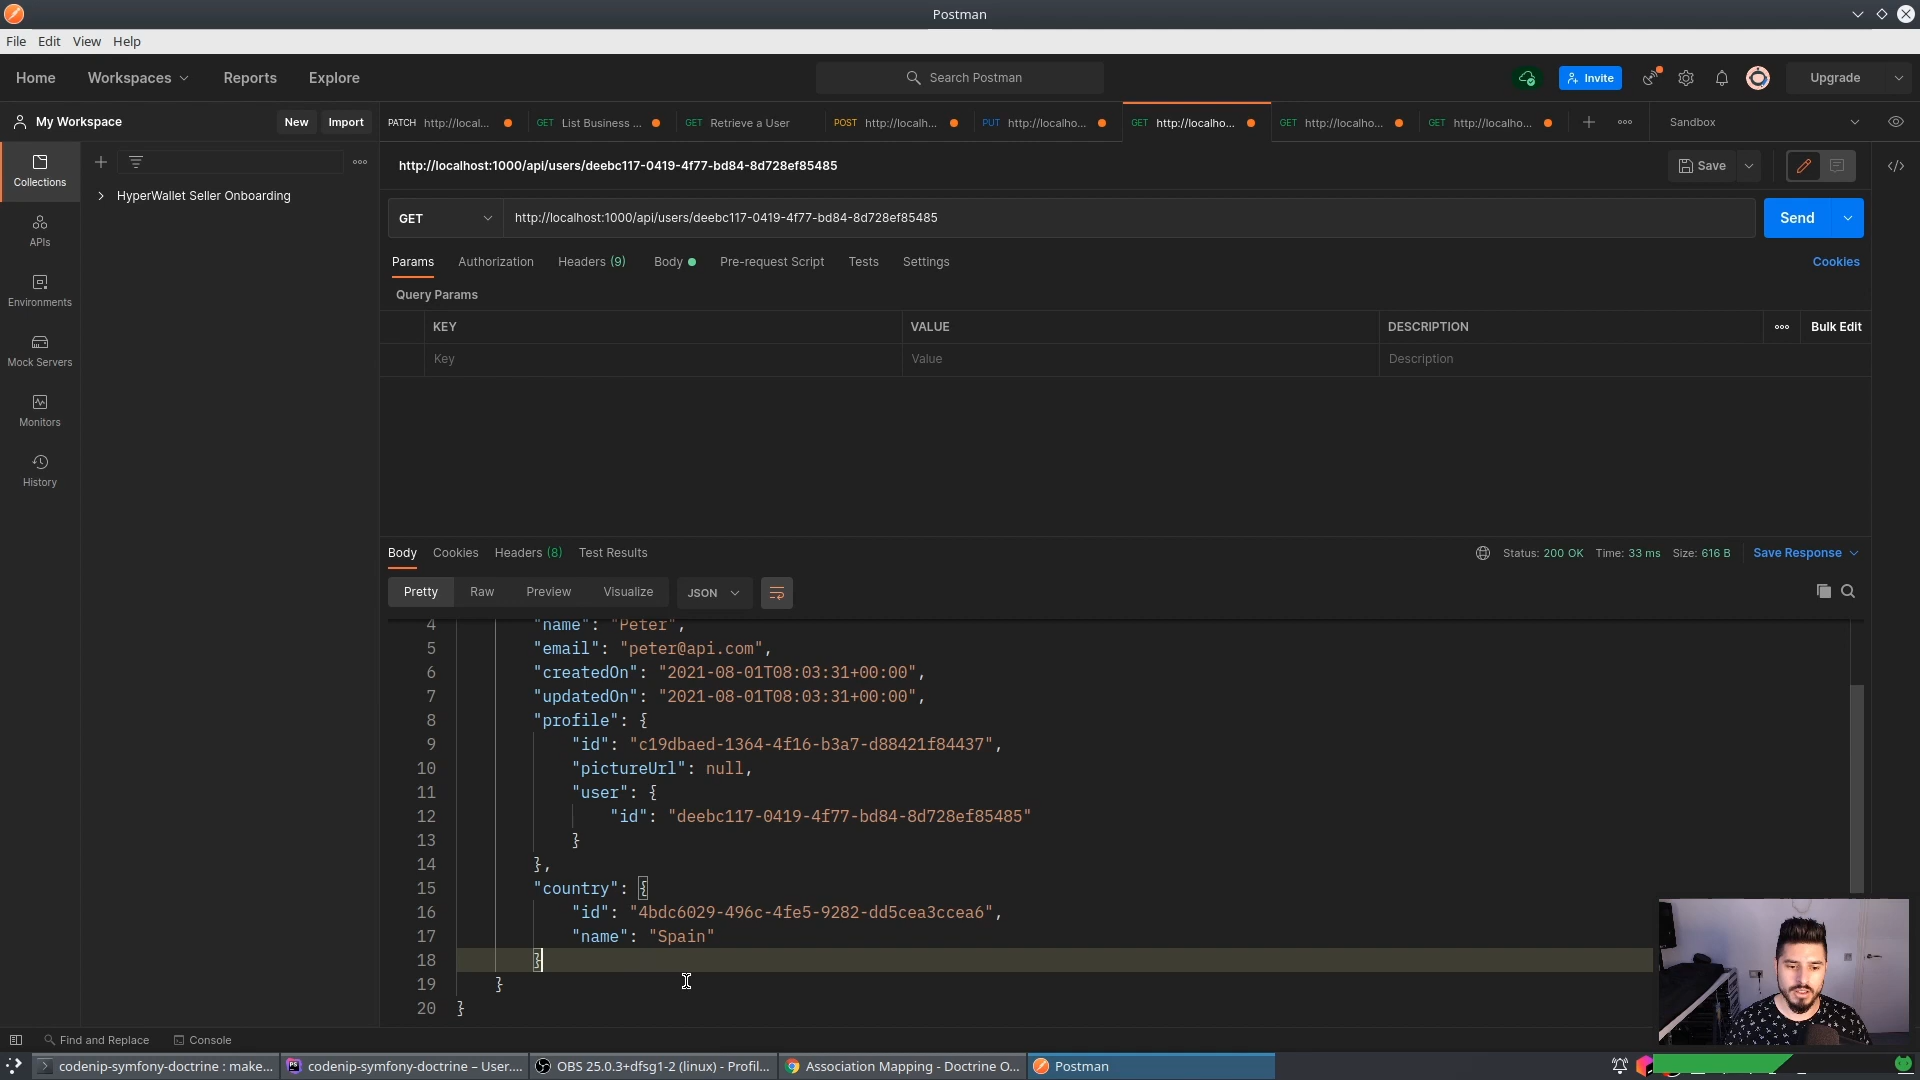 Postman
File Edit View Help
Home Workspaces Reports Explore Search Postman Invite Upgrade
My Workspace New Import PATCH http://local... GET List Business ... GET Retrieve a User POST http://localh... PUT http://localho... GET http://localho... GET http://localho... GET http://localho... Sandbox
Collections
HyperWallet Seller Onboarding
APIs
Environments
Mock Servers
Monitors
History
http://localhost:1000/api/users/deebc117-0419-4f77-bd84-8d728ef85485 Save
GET http://localhost:1000/api/users/deebc117-0419-4f77-bd84-8d728ef85485 Send
Params Authorization Headers (9) Body Pre-request Script Tests Settings Cookies
Query Params
KEY VALUE DESCRIPTION Bulk Edit
Key Value Description
Body Cookies Headers (8) Test Results Status: 200 OK Time: 33 ms Size: 616 B Save Response
Pretty Raw Preview Visualize JSON
4 "name": "Peter",
5 "email": "peter@api.com",
6 "createdOn": "2021-08-01T08:03:31+00:00",
7 "updatedOn": "2021-08-01T08:03:31+00:00",
8 "profile": {
9 "id": "c19dbaed-1364-4f16-b3a7-d88421f84437",
10 "pictureUrl": null,
11 "user": {
12 "id": "deebc117-0419-4f77-bd84-8d728ef85485"
13 }
14 },
15 "country": {
16 "id": "4bdc6029-496c-4fe5-9282-dd5cea3ccea6",
17 "name": "Spain"
18 }
19 }
20 }
Find and Replace Console
codenip-symfony-doctrine : make... codenip-symfony-doctrine – User.... OBS 25.0.3+dfsg1-2 (linux) - Profil... Association Mapping - Doctrine O... Postman